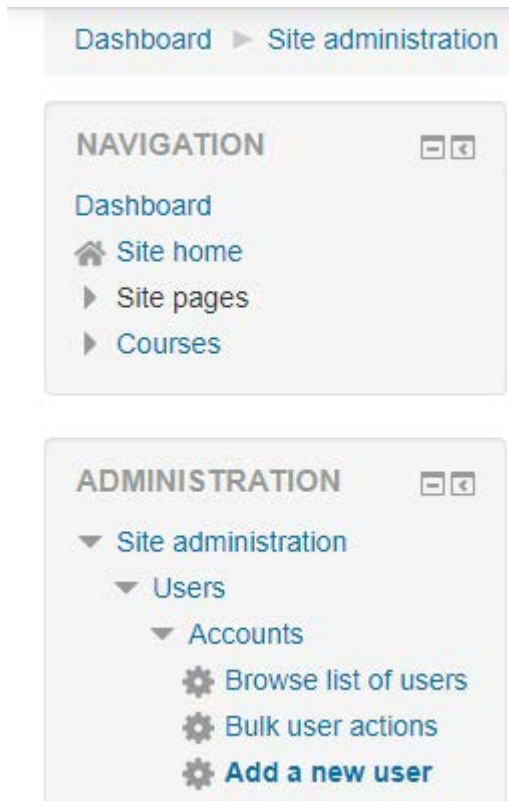 Dashboard ► Site administration
NAVIGATION
Dashboard
Site home
Site pages
Courses
ADMINISTRATION
Site administration
Users
Accounts
Browse list of users
Bulk user actions
Add a new user